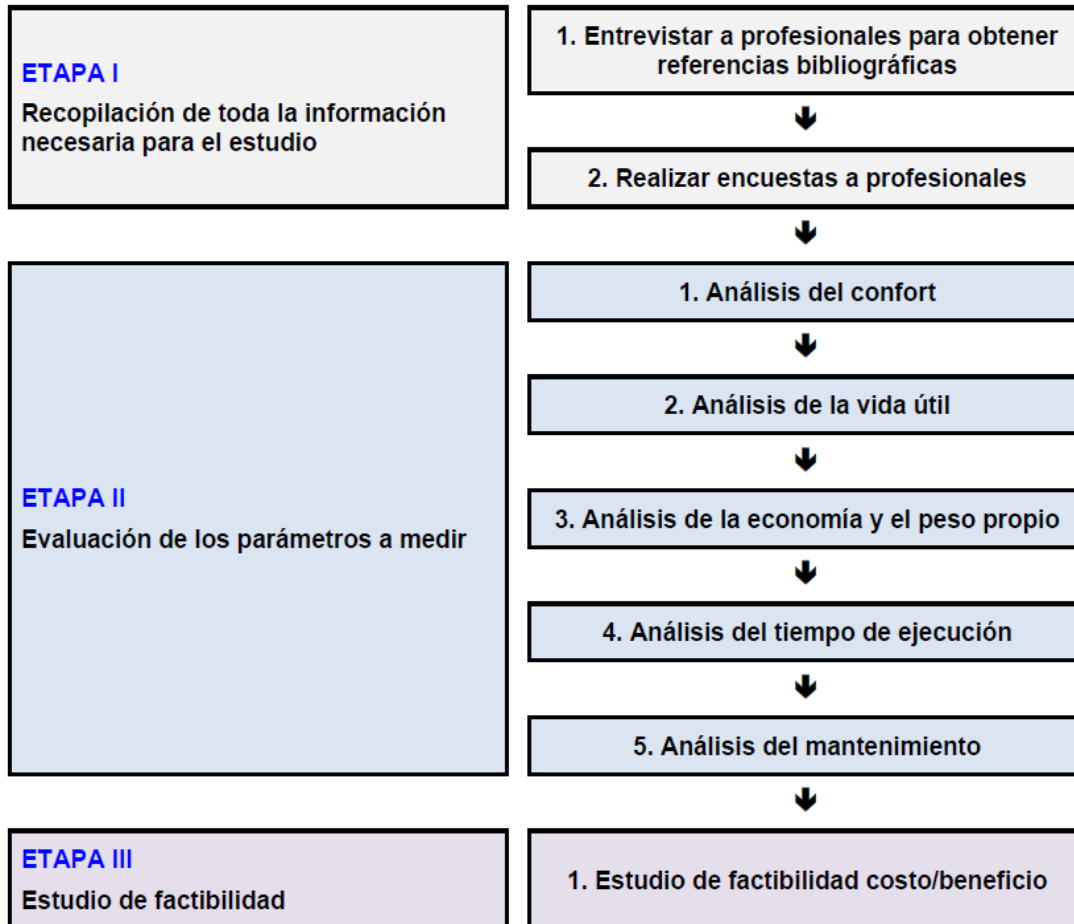 ETAPA I
Recopilación de toda la información
necesaria para el estudio
1. Entrevistar a profesionales para obtener
referencias bibliográficas
2. Realizar encuestas a profesionales
ETAPA II
Evaluación de los parámetros a medir
1. Análisis del confort
2. Análisis de la vida útil
3. Análisis de la economía y el peso propio
4. Análisis del tiempo de ejecución
5. Análisis del mantenimiento
ETAPA III
Estudio de factibilidad
1. Estudio de factibilidad costo/beneficio